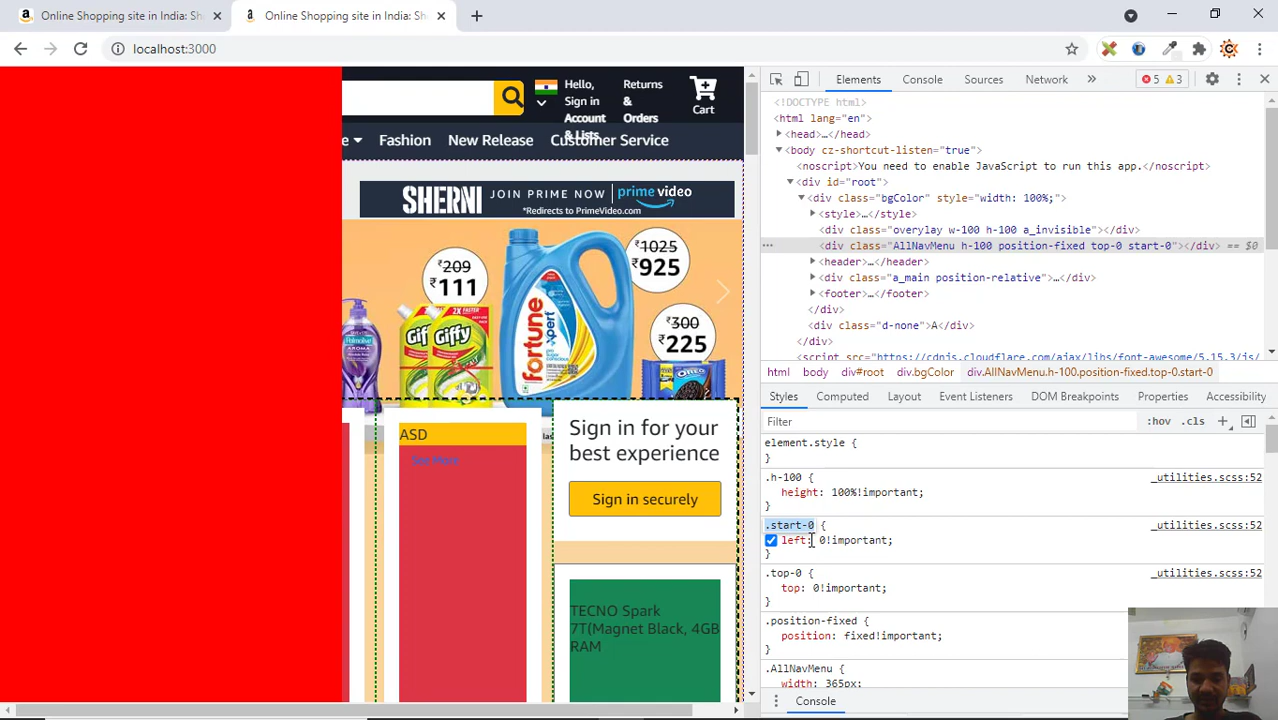 Online Shopping site in India: Sh
Online Shopping site in India: Sh
localhost:3000
Hello,
Sign in
Account
& Lists
Returns
&
Orders
Cart
e
Fashion
New Release
Customer Service
SHERNI JOIN PRIME NOW prime video
*Redirects to PrimeVideo.com
₹209
₹111
₹1025
₹925
₹300
₹225
fortune
Giffy
OREO
ASD
See More
Sign in for your
best experience
Sign in securely
TECNO Spark
7T(Magnet Black, 4GB
RAM
Elements
Console
Sources
Network
5
3
<!DOCTYPE html>
<html lang="en">
<head>…</head>
<body cz-shortcut-listen="true">
<noscript>You need to enable JavaScript to run this app.</noscript>
<div id="root">
<div class="bgColor" style="width: 100%;">
<style>…</style>
<div class="overylay w-100 h-100 a_invisible"></div>
<div class="AllNavMenu h-100 position-fixed top-0 start-0"></div> == $0
<header>…</header>
<div class="a_main position-relative">…</div>
<footer>…</footer>
</div>
<div class="d-none">A</div>
</div>
html
body
div#root
div.bgColor
div.AllNavMenu.h-100.position-fixed.top-0.start-0
Styles
Computed
Layout
Event Listeners
DOM Breakpoints
Properties
Accessibility
Filter
:hov
.cls
element.style {
}
.h-100 { _utilities.scss:52
height: 100%!important;
}
.start-0 { _utilities.scss:52
left: 0!important;
}
.top-0 { _utilities.scss:52
top: 0!important;
}
.position-fixed { _utilities.scss:52
position: fixed!important;
}
.AllNavMenu {
width: 365px;
Console